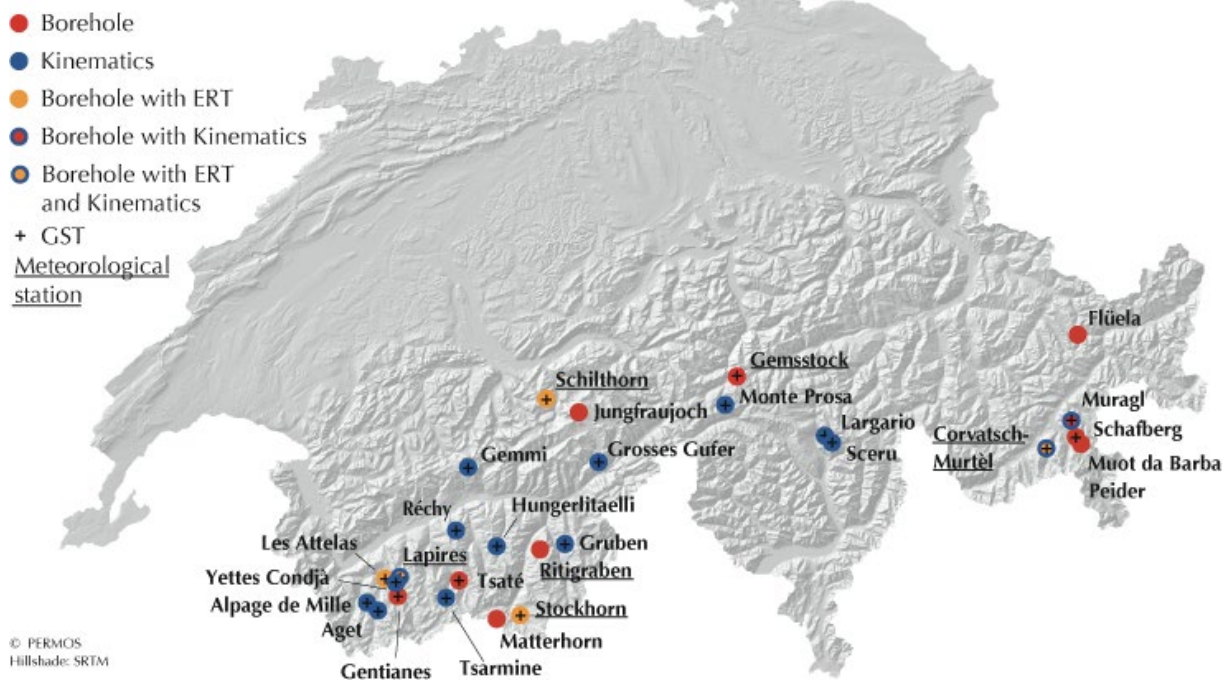 Borehole
Kinematics
Borehole with ERT
Borehole with Kinematics
Borehole with ERT
and Kinematics
+ GST
Meteorological
station
Flüela
Gemsstock
Schilthorn
Monte Prosa
Muragl
Jungfraujoch
Largario
Schafberg
Corvatsch-
Murtèl
Sceru
Gemmi
Grosses Gufer
Muot da Barba
Peider
Réchy
Hungerlitaelli
Les Attelas
Lapires
Gruben
Ritigraben
Yettes Condjà
Tsaté
Alpage de Mille
Stockhorn
Aget
Matterhorn
Gentianes
Tsarmine
© PERMOS
Hillshade: SRTM